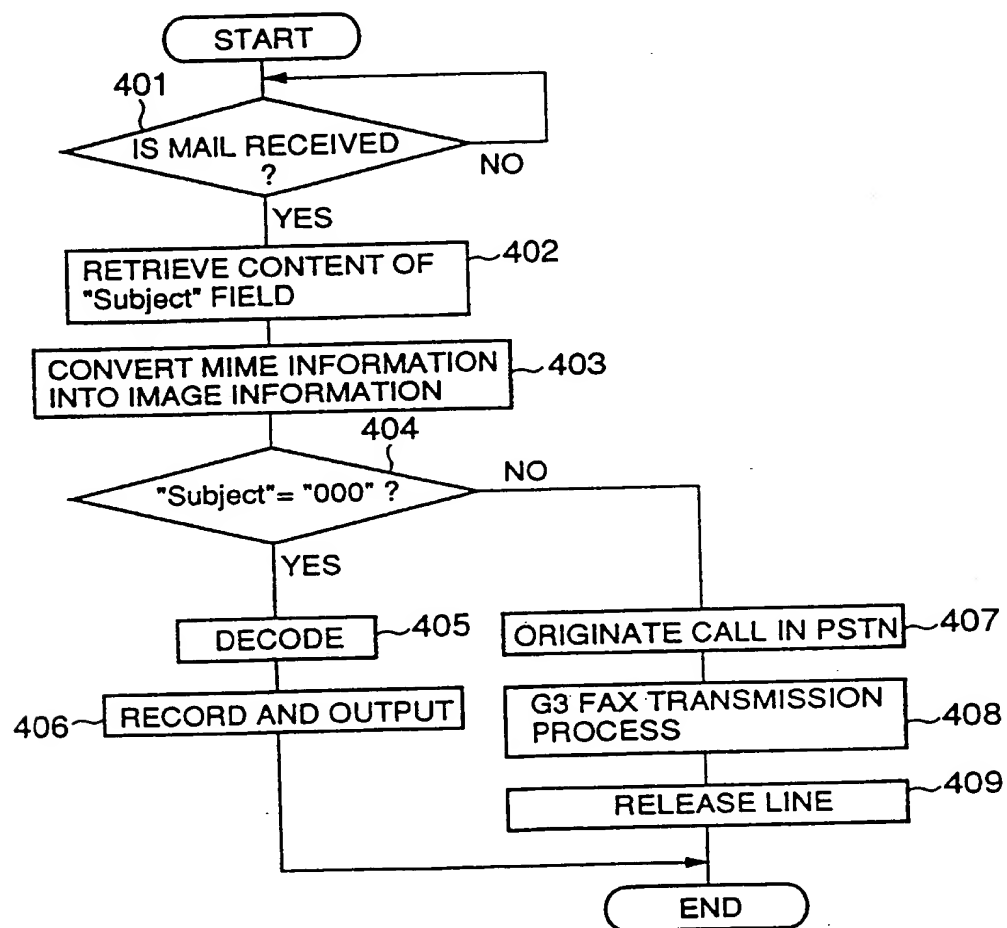 START
401
IS MAIL RECEIVED
?
NO
YES
RETRIEVE CONTENT OF
"Subject" FIELD
402
CONVERT MIME INFORMATION
INTO IMAGE INFORMATION
403
404
"Subject"= "000" ?
NO
YES
DECODE
405
406
RECORD AND OUTPUT
ORIGINATE CALL IN PSTN
407
G3 FAX TRANSMISSION
PROCESS
408
RELEASE LINE
409
END